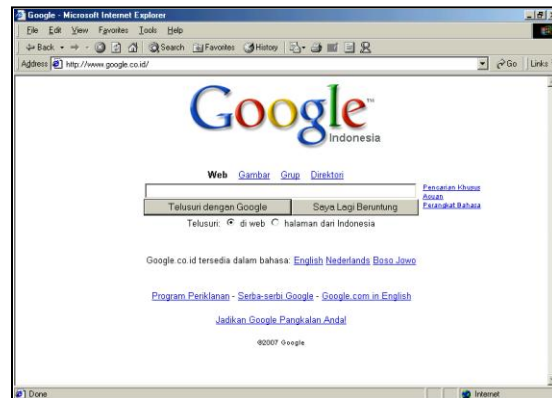 Google - Microsoft Internet Explorer
File Edit View Favorites Tools Help
Back Search Favorites History
Address http://www.google.co.id/ Go Links
Google™
Indonesia
Web Gambar Grup Direktori
Pencarian Khusus
Telusuri dengan Google Saya Lagi Beruntung
Perangkat Bahasa
Telusuri: di web halaman dari Indonesia
Google.co.id tersedia dalam bahasa: English Nederlands Boso Jowo
Program Periklanan - Serba-serbi Google - Google.com in English
Jadikan Google Pangkalan Anda!
©2007 Google
Done Internet